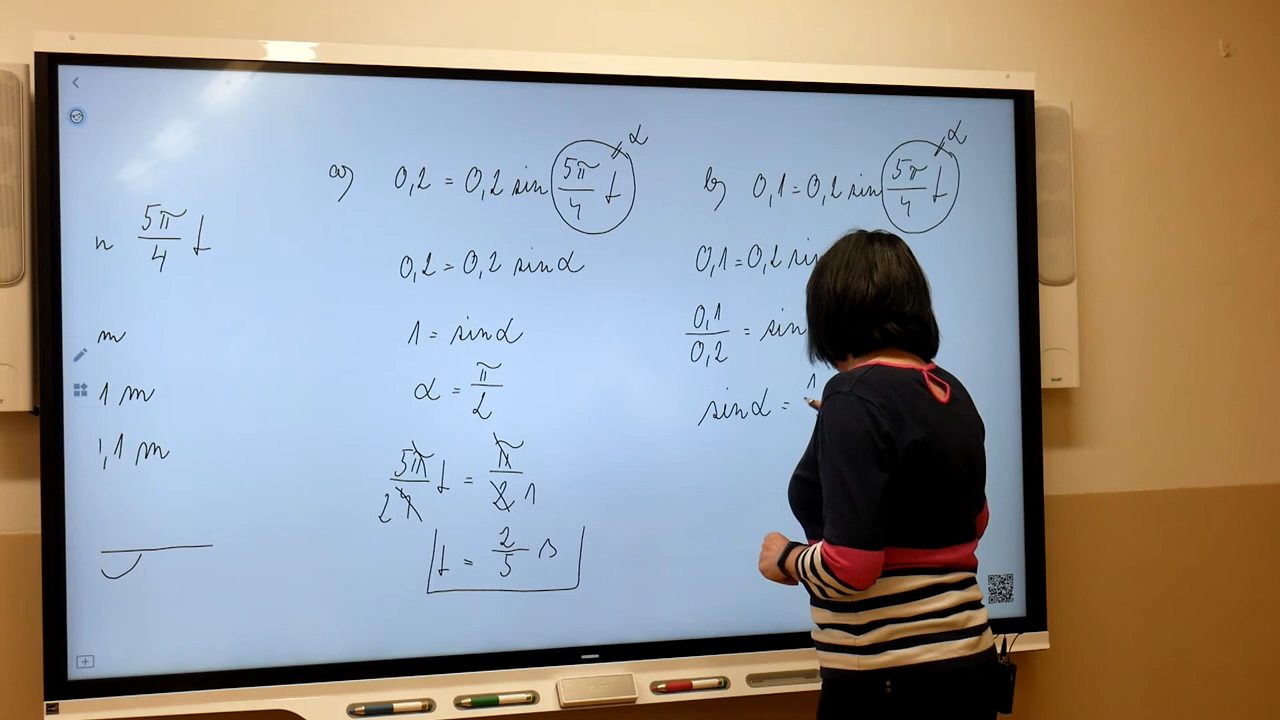 n 5π/4 t
m
1 m
,1 m
a) 0,2 = 0,2 sin 5π/4 t α
0,2 = 0,2 sin α
1 = sin α
α = π/2
5π/4 t = π/2
2 1
t = 2/5 s
b) 0,1 = 0,2 sin 5π/4 t α
0,1 = 0,2 sin
0,1/0,2 = sin
sin α = 1